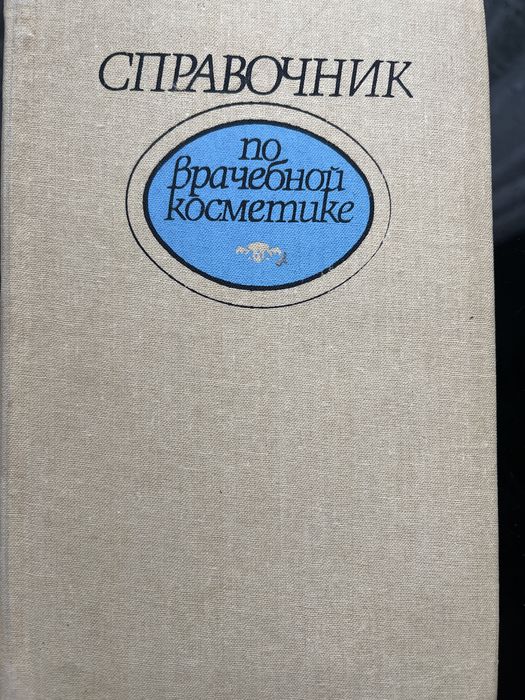 СПРАВОЧНИК
по
врачебной
косметике